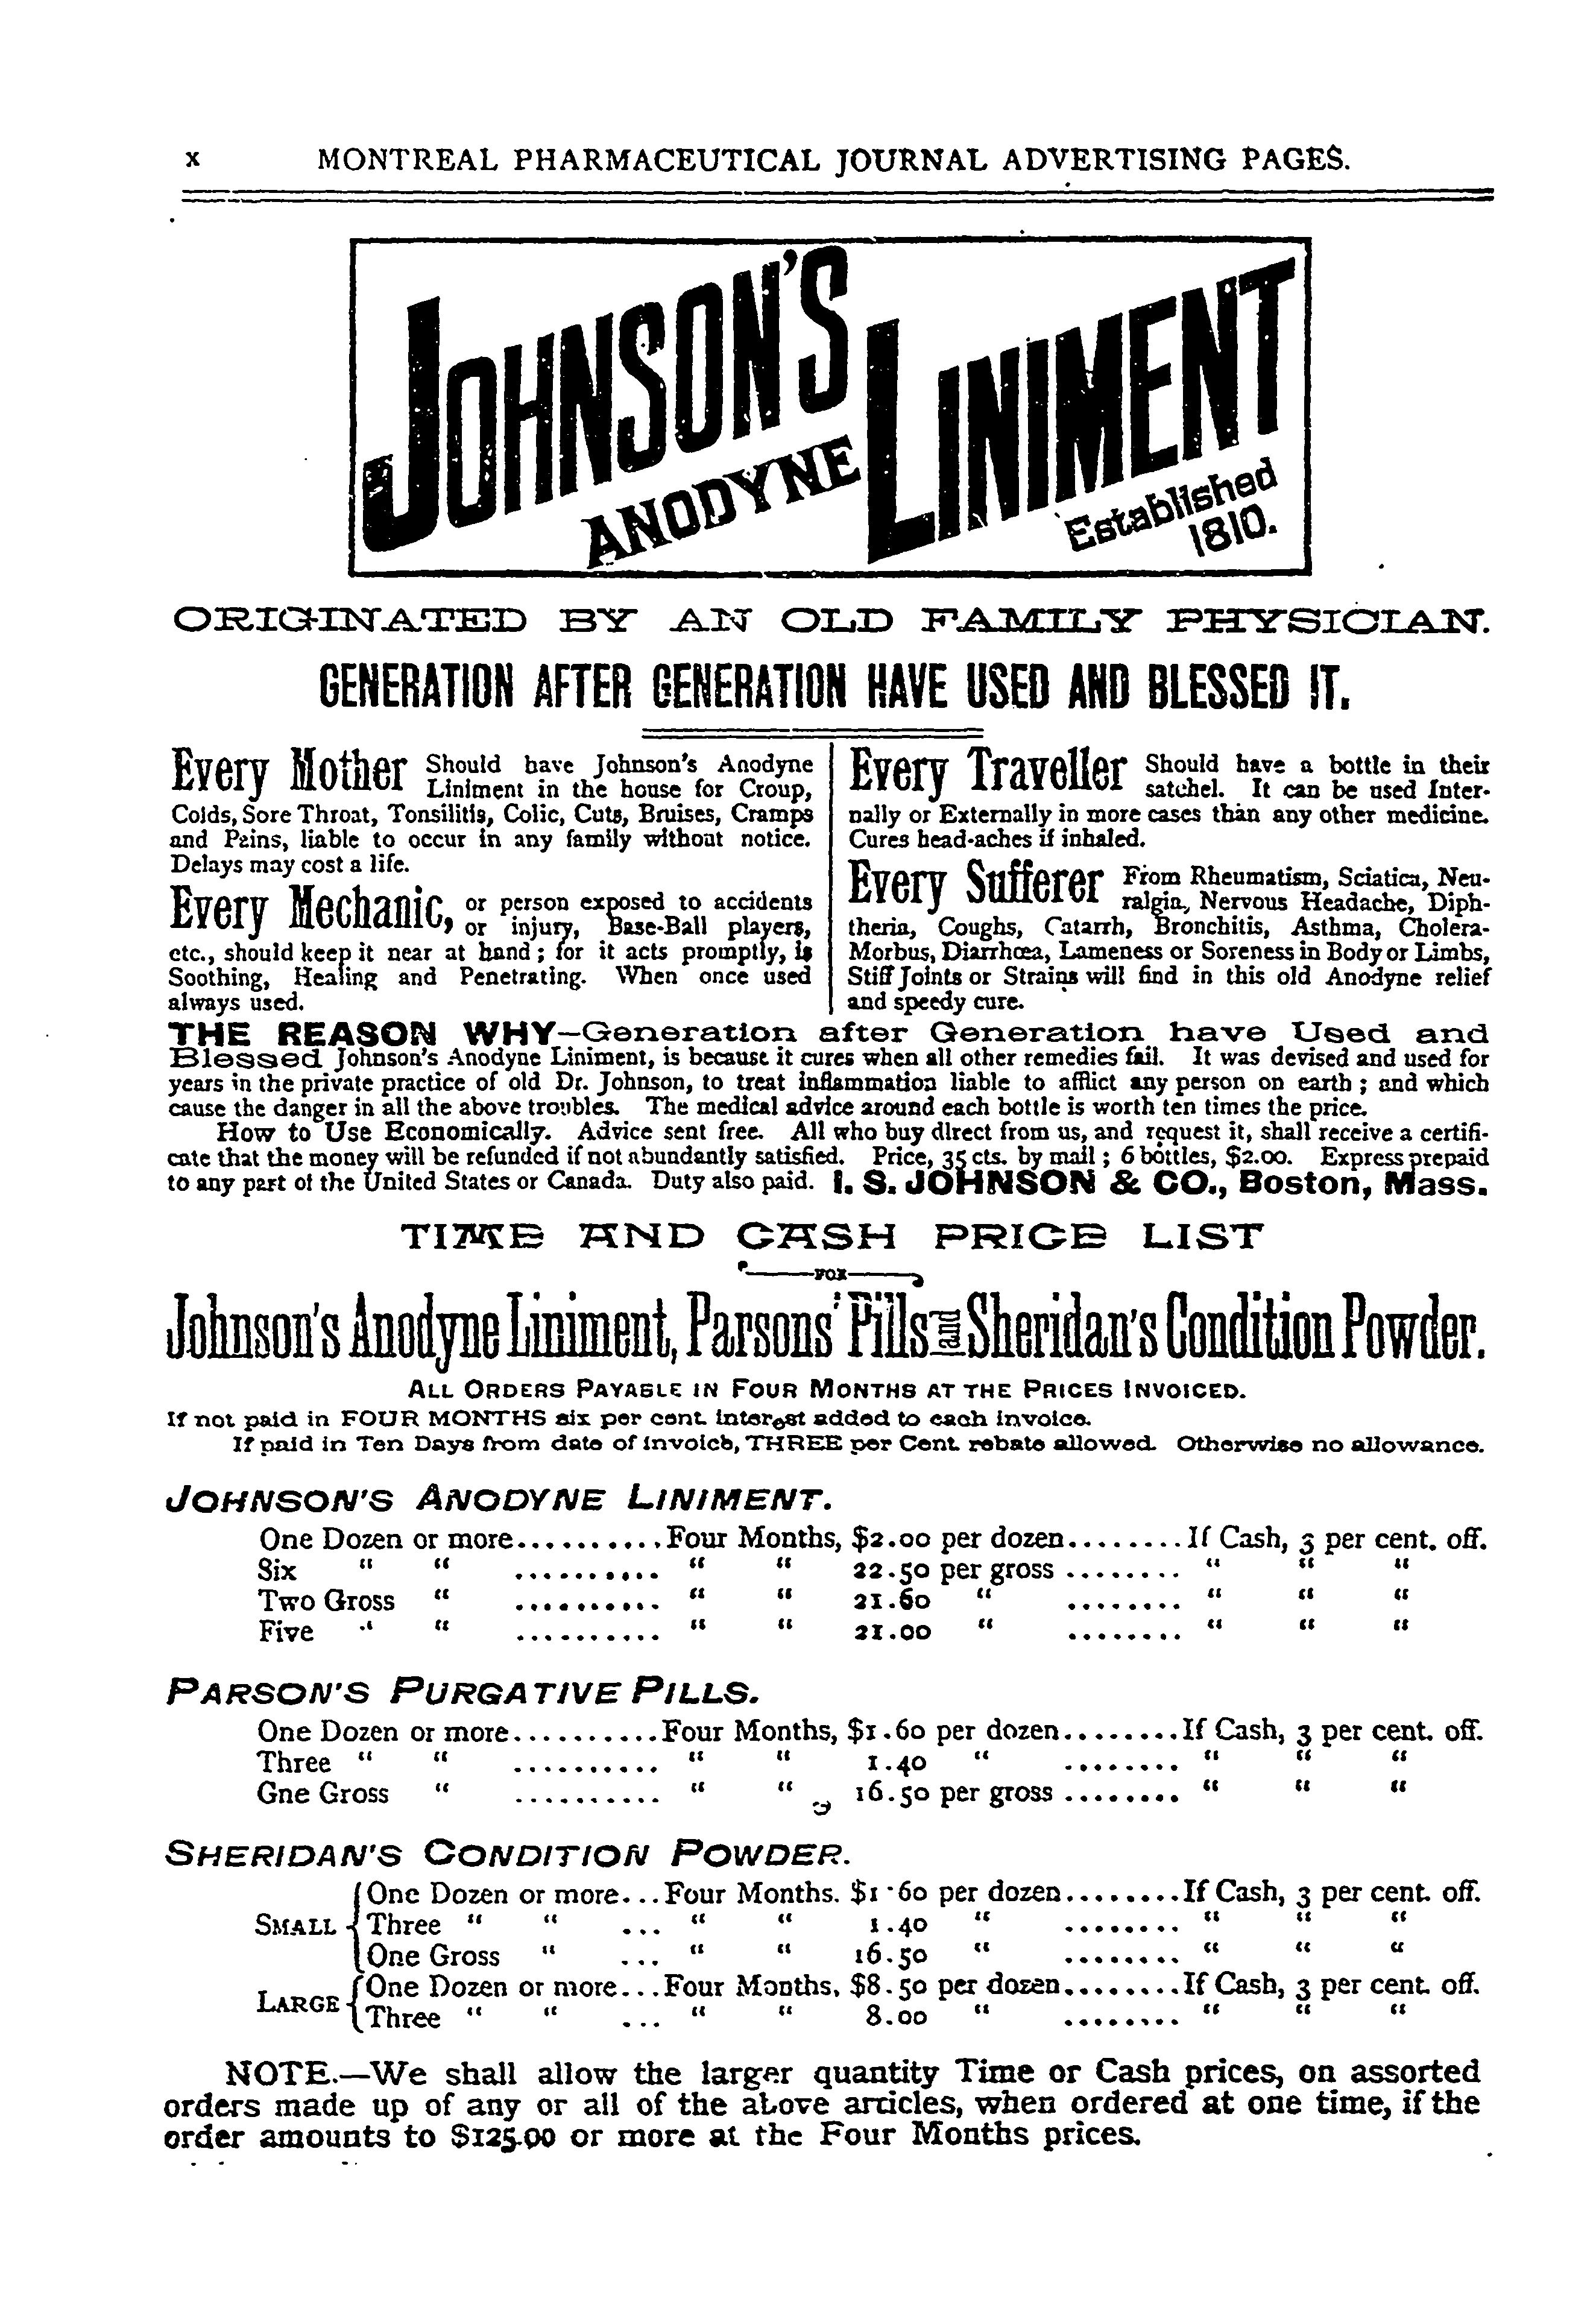 x MONTREAL PHARMACEUTICAL JOURNAL ADVERTISING PAGES.
JOHNSON'S
ANODYNE
LINIMENT
Established
1810.
ORIGINATED BY AN OLD FAMILY PHYSICIAN.
GENERATION AFTER GENERATION HAVE USED AND BLESSED IT.
Every Mother Should have Johnson's Anodyne
Liniment in the house for Croup,
Colds, Sore Throat, Tonsilitis, Colic, Cuts, Bruises, Cramps
and Pains, liable to occur in any family without notice.
Delays may cost a life.
Every Mechanic, or person exposed to accidents
or injury, Base-Ball players,
etc., should keep it near at hand; for it acts promptly, is
Soothing, Healing and Penetrating. When once used
always used.
Every Traveller Should have a bottle in their
satchel. It can be used Inter-
nally or Externally in more cases than any other medicine.
Cures head-aches if inhaled.
Every Sufferer From Rheumatism, Sciatica, Neu-
ralgia, Nervous Headache, Diph-
theria, Coughs, Catarrh, Bronchitis, Asthma, Cholera-
Morbus, Diarrhœa, Lameness or Soreness in Body or Limbs,
Stiff Joints or Strains will find in this old Anodyne relief
and speedy cure.
THE REASON WHY—Generation after Generation have Used and
Blessed Johnson's Anodyne Liniment, is because it cures when all other remedies fail. It was devised and used for
years in the private practice of old Dr. Johnson, to treat inflammation liable to afflict any person on earth; and which
cause the danger in all the above troubles. The medical advice around each bottle is worth ten times the price.
How to Use Economically. Advice sent free. All who buy direct from us, and request it, shall receive a certifi-
cate that the money will be refunded if not abundantly satisfied. Price, 35 cts. by mail; 6 bottles, $2.00. Express prepaid
to any part of the United States or Canada. Duty also paid. I. S. JOHNSON & CO., Boston, Mass.
TIME AND CASH PRICE LIST
FOR
Johnson's Anodyne Liniment, Parsons' Pills and Sheridan's Condition Powder.
ALL ORDERS PAYABLE IN FOUR MONTHS AT THE PRICES INVOICED.
If not paid in FOUR MONTHS six per cent. interest added to each invoice.
If paid in Ten Days from date of invoice, THREE per Cent. rebate allowed. Otherwise no allowance.
JOHNSON'S ANODYNE LINIMENT.
One Dozen or more..........Four Months, $2.00 per dozen........If Cash, 3 per cent. off.
Six " " .......... " " 22.50 per gross ........ " " "
Two Gross " .......... " " 21.60 " ........ " " "
Five " " .......... " " 21.00 " ........ " " "
PARSON'S PURGATIVE PILLS.
One Dozen or more..........Four Months, $1.60 per dozen........If Cash, 3 per cent. off.
Three " " .......... " " 1.40 " ........ " " "
One Gross " .......... " " 16.50 per gross ........ " " "
SHERIDAN'S CONDITION POWDER.
SMALL { One Dozen or more...Four Months. $1.60 per dozen........If Cash, 3 per cent. off.
Three " " ... " " 1.40 " ........ " " "
One Gross " ... " " 16.50 " ........ " " "
LARGE { One Dozen or more...Four Months, $8.50 per dozen........If Cash, 3 per cent. off.
Three " " ... " " 8.00 " ........ " " "
NOTE.—We shall allow the larger quantity Time or Cash prices, on assorted
orders made up of any or all of the above articles, when ordered at one time, if the
order amounts to $125.00 or more at the Four Months prices.